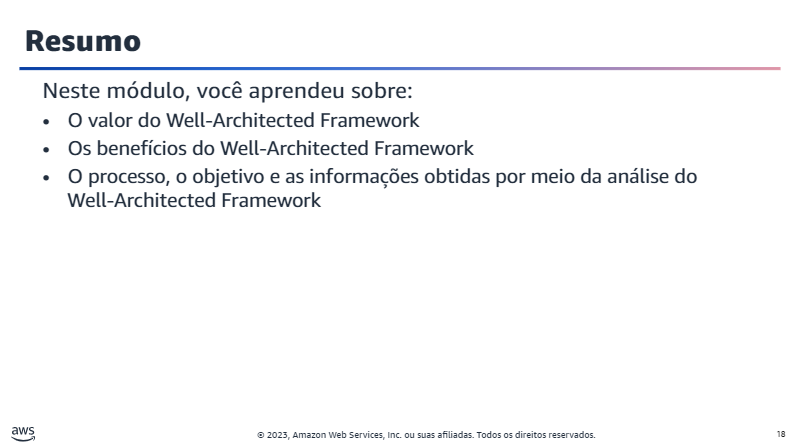 Resumo
Neste módulo, você aprendeu sobre:
• O valor do Well-Architected Framework
• Os benefícios do Well-Architected Framework
• O processo, o objetivo e as informações obtidas por meio da análise do
Well-Architected Framework
aws
© 2023, Amazon Web Services, Inc. ou suas afiliadas. Todos os direitos reservados.
18